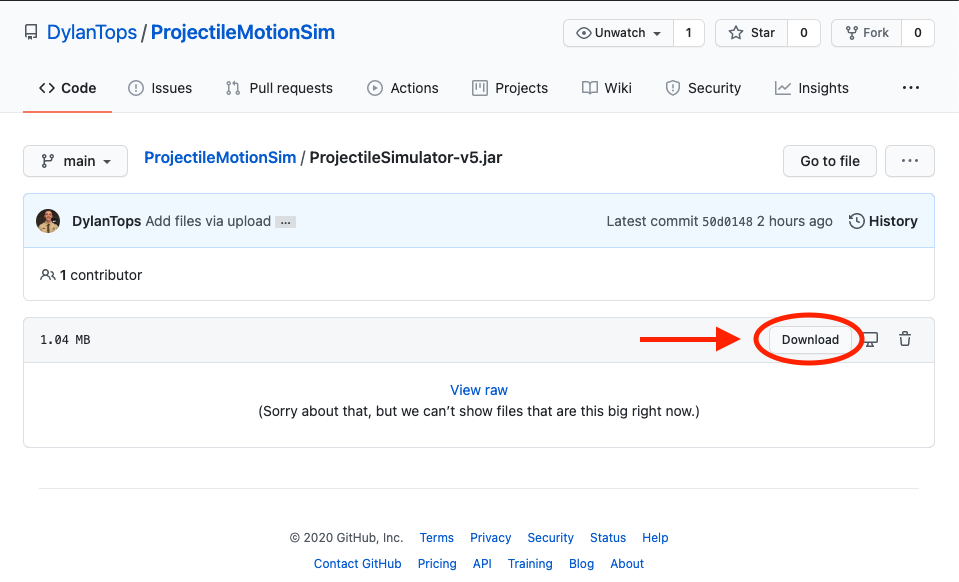 DylanTops / ProjectileMotionSim Unwatch 1 Star 0 Fork 0
Code Issues Pull requests Actions Projects Wiki Security Insights ...
main ProjectileMotionSim / ProjectileSimulator-v5.jar Go to file ...
DylanTops Add files via upload ... Latest commit 50d0148 2 hours ago History
1 contributor
1.04 MB Download
View raw
(Sorry about that, but we can’t show files that are this big right now.)
© 2020 GitHub, Inc. Terms Privacy Security Status Help
Contact GitHub Pricing API Training Blog About